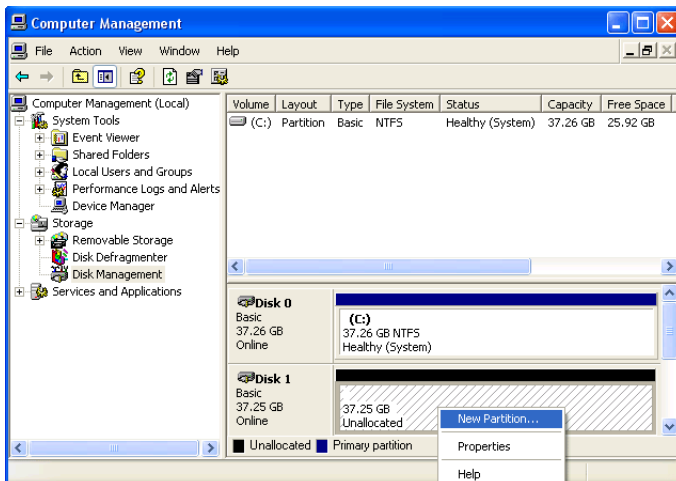 Computer Management
File Action View Window Help
Computer Management (Local)
System Tools
Event Viewer
Shared Folders
Local Users and Groups
Performance Logs and Alerts
Device Manager
Storage
Removable Storage
Disk Defragmenter
Disk Management
Services and Applications
Volume Layout Type File System Status Capacity Free Space
(C:) Partition Basic NTFS Healthy (System) 37.26 GB 25.92 GB
Disk 0
Basic
37.26 GB
Online
(C:)
37.26 GB NTFS
Healthy (System)
Disk 1
Basic
37.25 GB
Online
37.25 GB
Unallocated
New Partition...
Properties
Help
Unallocated Primary partition